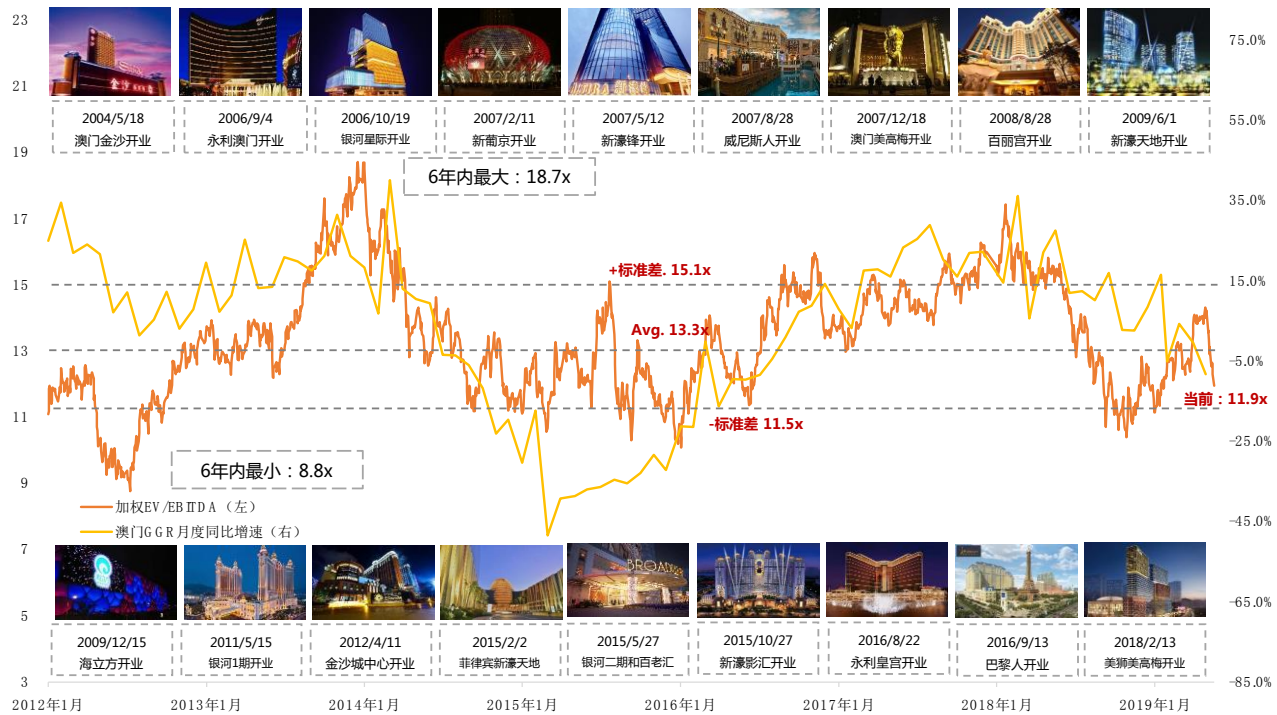 23
21
19
17
15
13
11
9
7
5
3
75.0%
55.0%
35.0%
15.0%
-5.0%
-25.0%
-45.0%
-65.0%
-85.0%
2004/5/18
澳门金沙开业
2006/9/4
永利澳门开业
2006/10/19
银河星际开业
2007/2/11
新葡京开业
2007/5/12
新濠锋开业
2007/8/28
威尼斯人开业
2007/12/18
澳门美高梅开业
2008/8/28
百丽宫开业
2009/6/1
新濠天地开业
6年内最大：18.7x
+标准差. 15.1x
Avg. 13.3x
-标准差 11.5x
当前：11.9x
6年内最小：8.8x
加权EV/EBITDA（左）
澳门GGR月度同比增速（右）
BROADWAY
2009/12/15
海立方开业
2011/5/15
银河1期开业
2012/4/11
金沙城中心开业
2015/2/2
菲律宾新濠天地
2015/5/27
银河二期和百老汇
2015/10/27
新濠影汇开业
2016/8/22
永利皇宫开业
2016/9/13
巴黎人开业
2018/2/13
美狮美高梅开业
2012年1月
2013年1月
2014年1月
2015年1月
2016年1月
2017年1月
2018年1月
2019年1月